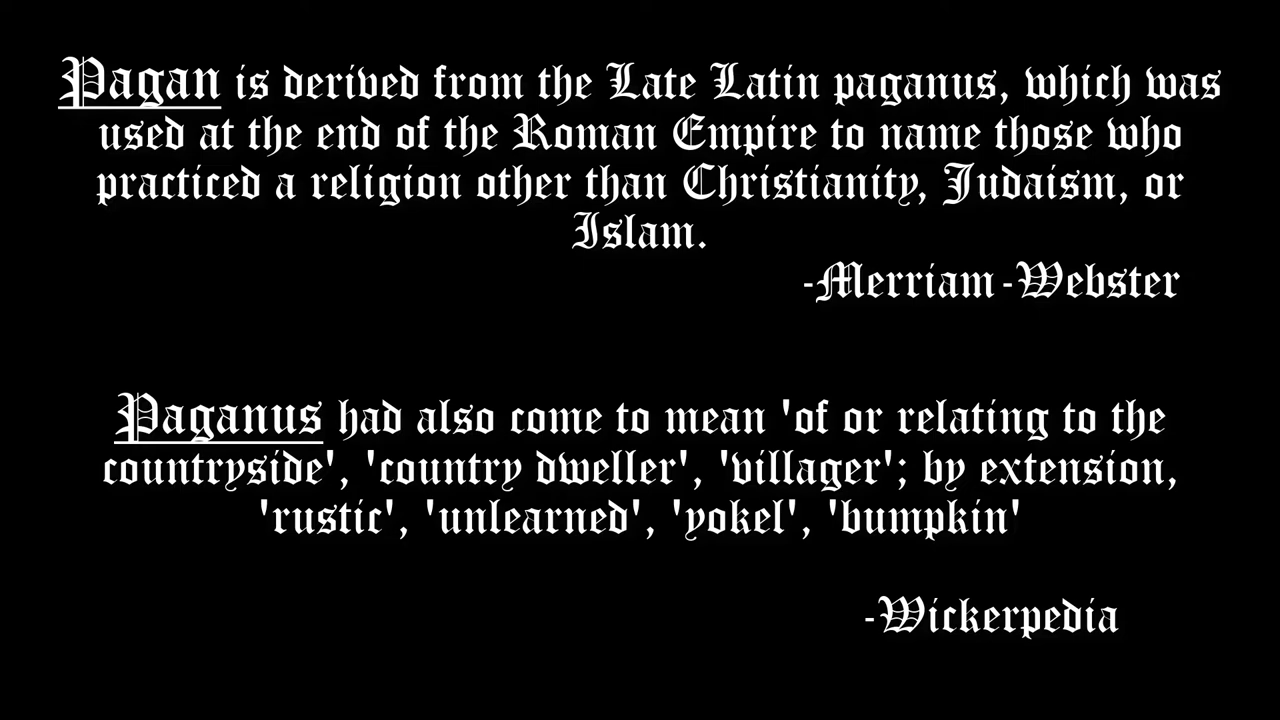 Pagan is derived from the Late Latin paganus, which was
used at the end of the Roman Empire to name those who
practiced a religion other than Christianity, Judaism, or
Islam.
-Merriam-Webster
Paganus had also come to mean 'of or relating to the
countryside', 'country dweller', 'villager'; by extension,
'rustic', 'unlearned', 'yokel', 'bumpkin'
-Wickerpedia